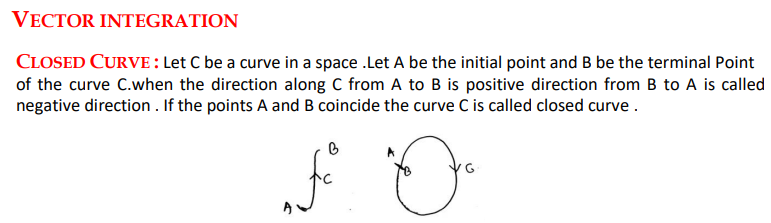 VECTOR INTEGRATION
CLOSED CURVE : Let C be a curve in a space .Let A be the initial point and B be the terminal Point
of the curve C.when the direction along C from A to B is positive direction from B to A is called
negative direction . If the points A and B coincide the curve C is called closed curve .
B
A
C
B
G
A